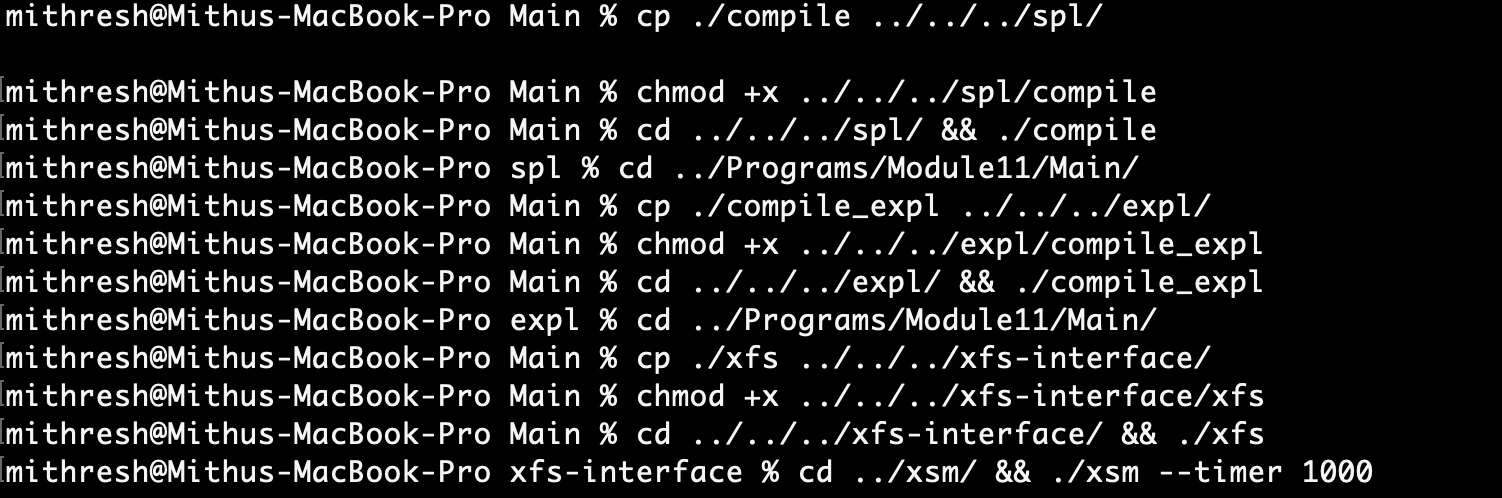 mithresh@Mithus-MacBook-Pro Main % cp ./compile ../../../spl/
mithresh@Mithus-MacBook-Pro Main % chmod +x ../../../spl/compile
mithresh@Mithus-MacBook-Pro Main % cd ../../../spl/ && ./compile
mithresh@Mithus-MacBook-Pro spl % cd ../Programs/Module11/Main/
mithresh@Mithus-MacBook-Pro Main % cp ./compile_expl ../../../expl/
mithresh@Mithus-MacBook-Pro Main % chmod +x ../../../expl/compile_expl
mithresh@Mithus-MacBook-Pro Main % cd ../../../expl/ && ./compile_expl
mithresh@Mithus-MacBook-Pro expl % cd ../Programs/Module11/Main/
mithresh@Mithus-MacBook-Pro Main % cp ./xfs ../../../xfs-interface/
mithresh@Mithus-MacBook-Pro Main % chmod +x ../../../xfs-interface/xfs
mithresh@Mithus-MacBook-Pro Main % cd ../../../xfs-interface/ && ./xfs
mithresh@Mithus-MacBook-Pro xfs-interface % cd ../xsm/ && ./xsm --timer 1000